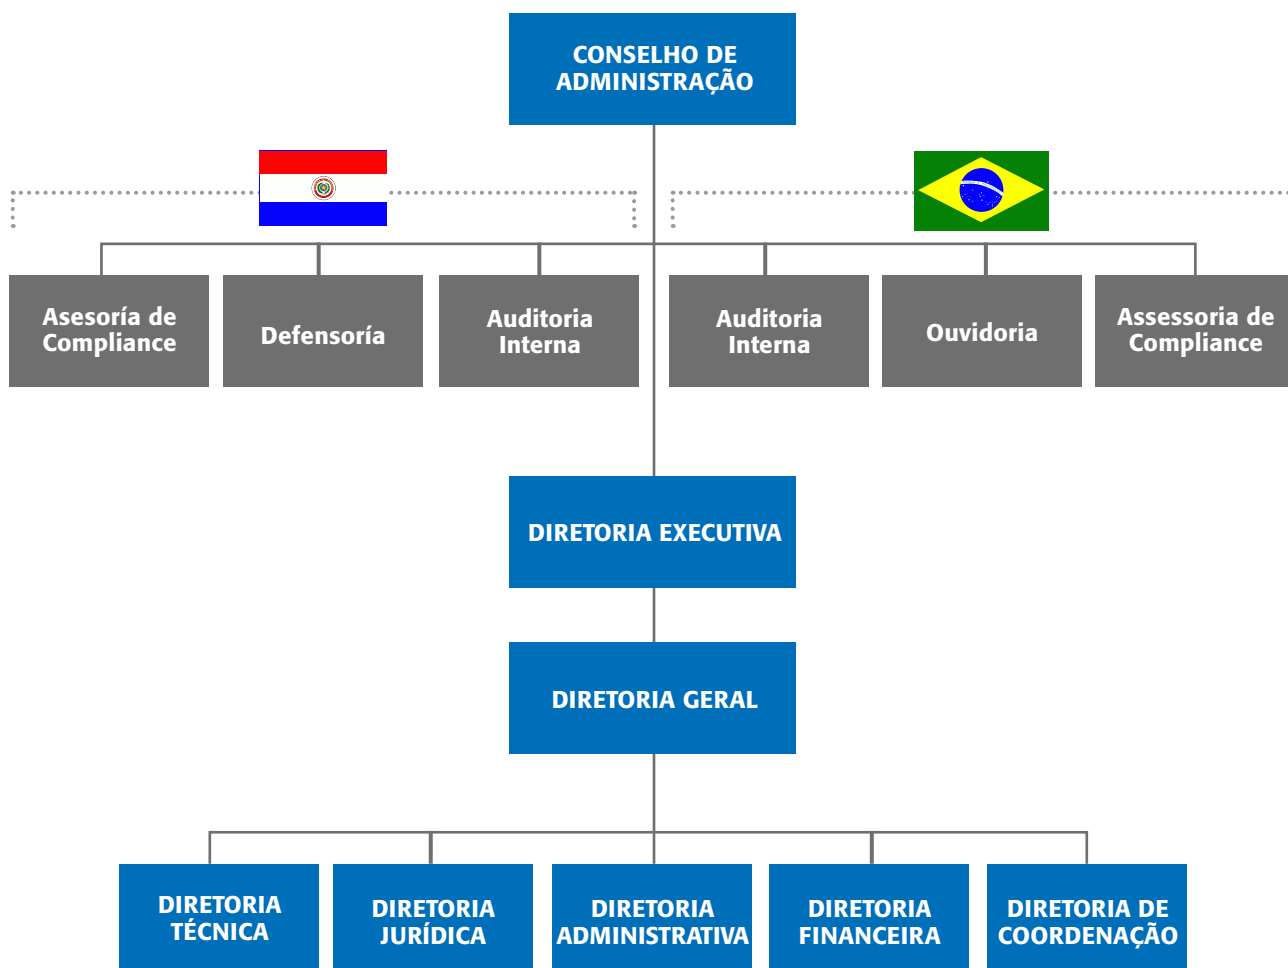 CONSELHO DE
ADMINISTRAÇÃO
Asesoría de
Compliance
Defensoría
Auditoria
Interna
Auditoria
Interna
Ouvidoria
Assessoria de
Compliance
DIRETORIA EXECUTIVA
DIRETORIA GERAL
DIRETORIA
TÉCNICA
DIRETORIA
JURÍDICA
DIRETORIA
ADMINISTRATIVA
DIRETORIA
FINANCEIRA
DIRETORIA DE
COORDENAÇÃO